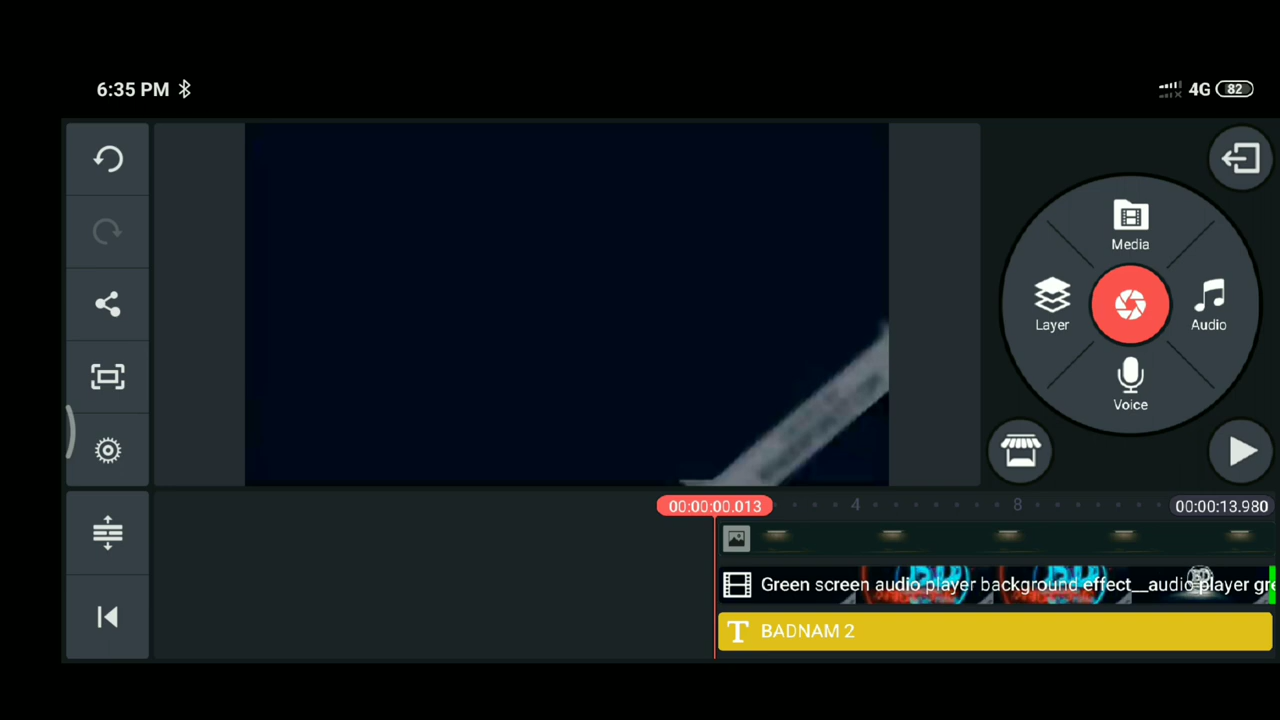 6:35 PM
4G 82
Media
Layer
Audio
Voice
00:00:00.013
4
8
00:00:13.980
Green screen audio player background effect__audio player gre
BADNAM 2